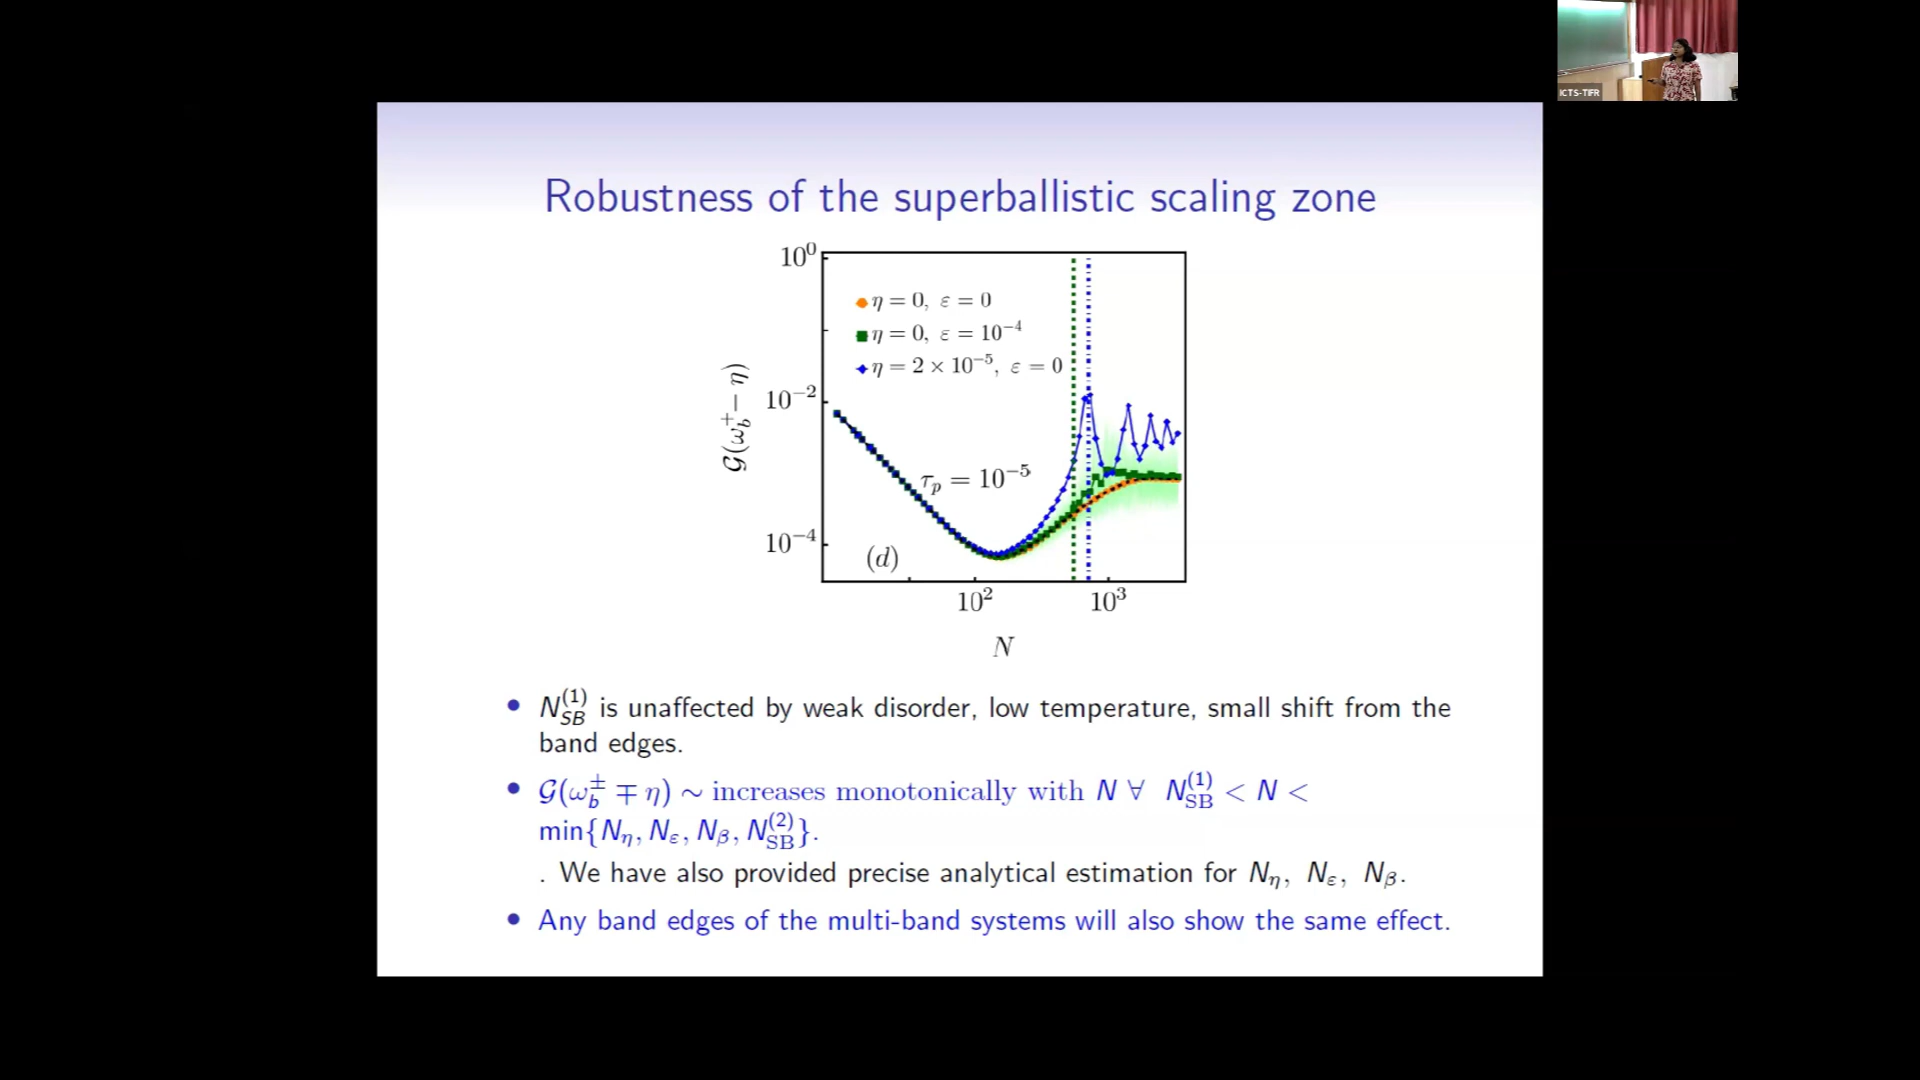 ICTS-TIFR
Robustness of the superballistic scaling zone
10⁰
η = 0, ε = 0
η = 0, ε = 10⁻⁴
η = 2 × 10⁻⁵, ε = 0
𝒢(ω_b^+ − η)
10⁻²
τ_p = 10⁻⁵
10⁻⁴
(d)
10² 10³
N
• N_SB^(1) is unaffected by weak disorder, low temperature, small shift from the
band edges.
• 𝒢(ω_b^± ∓ η) ∼ increases monotonically with N ∀ N_SB^(1) < N <
min{N_η, N_ε, N_β, N_SB^(2)}.
. We have also provided precise analytical estimation for N_η, N_ε, N_β.
• Any band edges of the multi-band systems will also show the same effect.